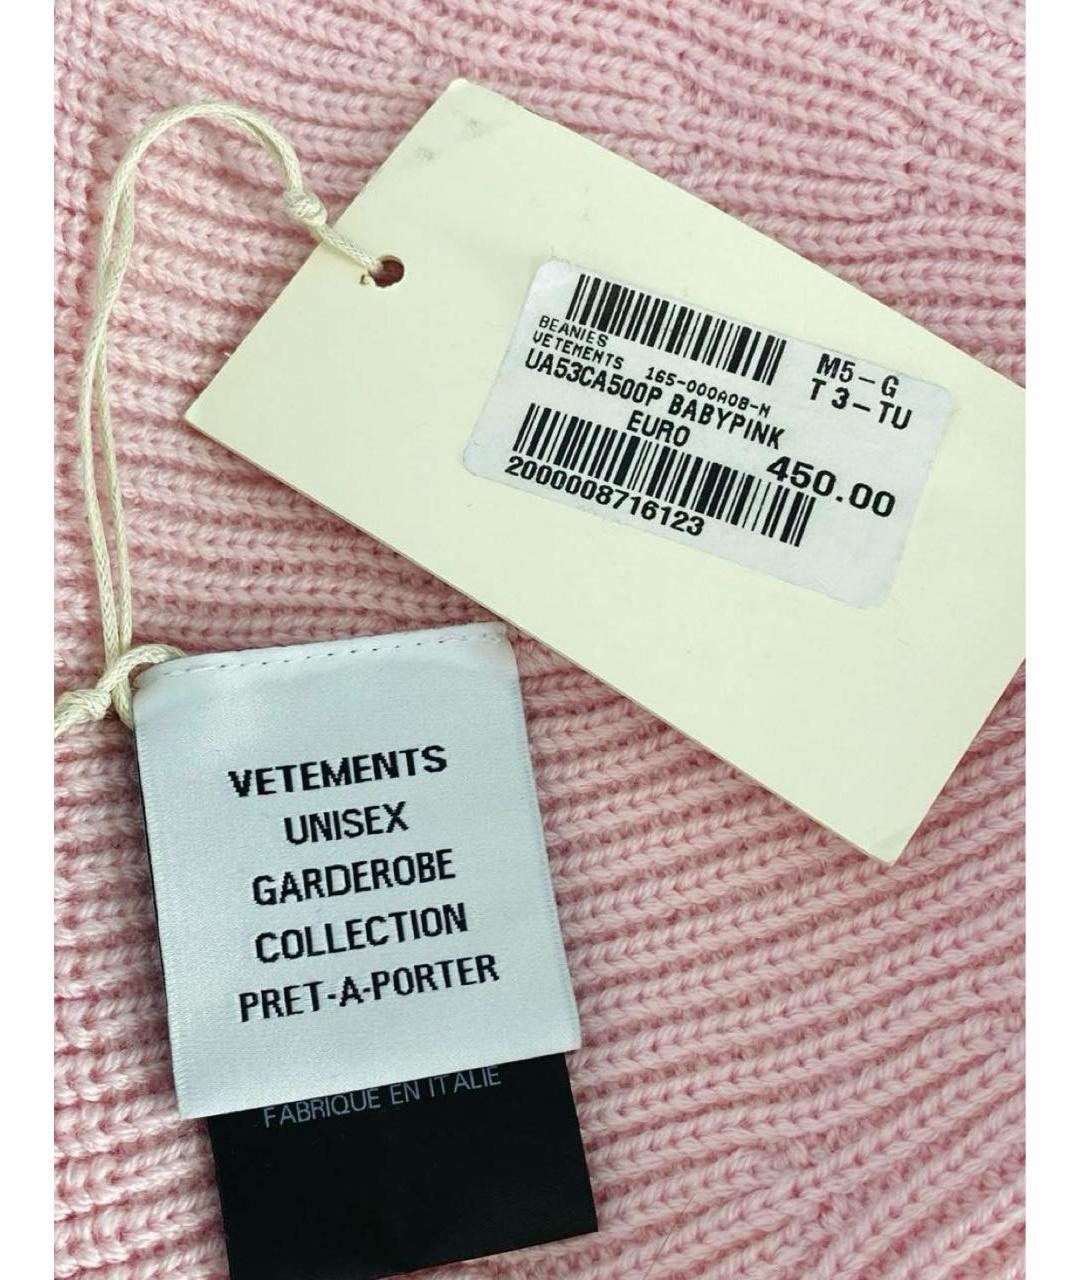 BEANIES
VETEMENTS 165-000A08-M
UA53CA500P BABYPINK
M5-G
T3-TU
EURO
450.00
2000008716123
VETEMENTS
UNISEX
GARDEROBE
COLLECTION
PRET-A-PORTER
FABRIQUE EN ITALIE